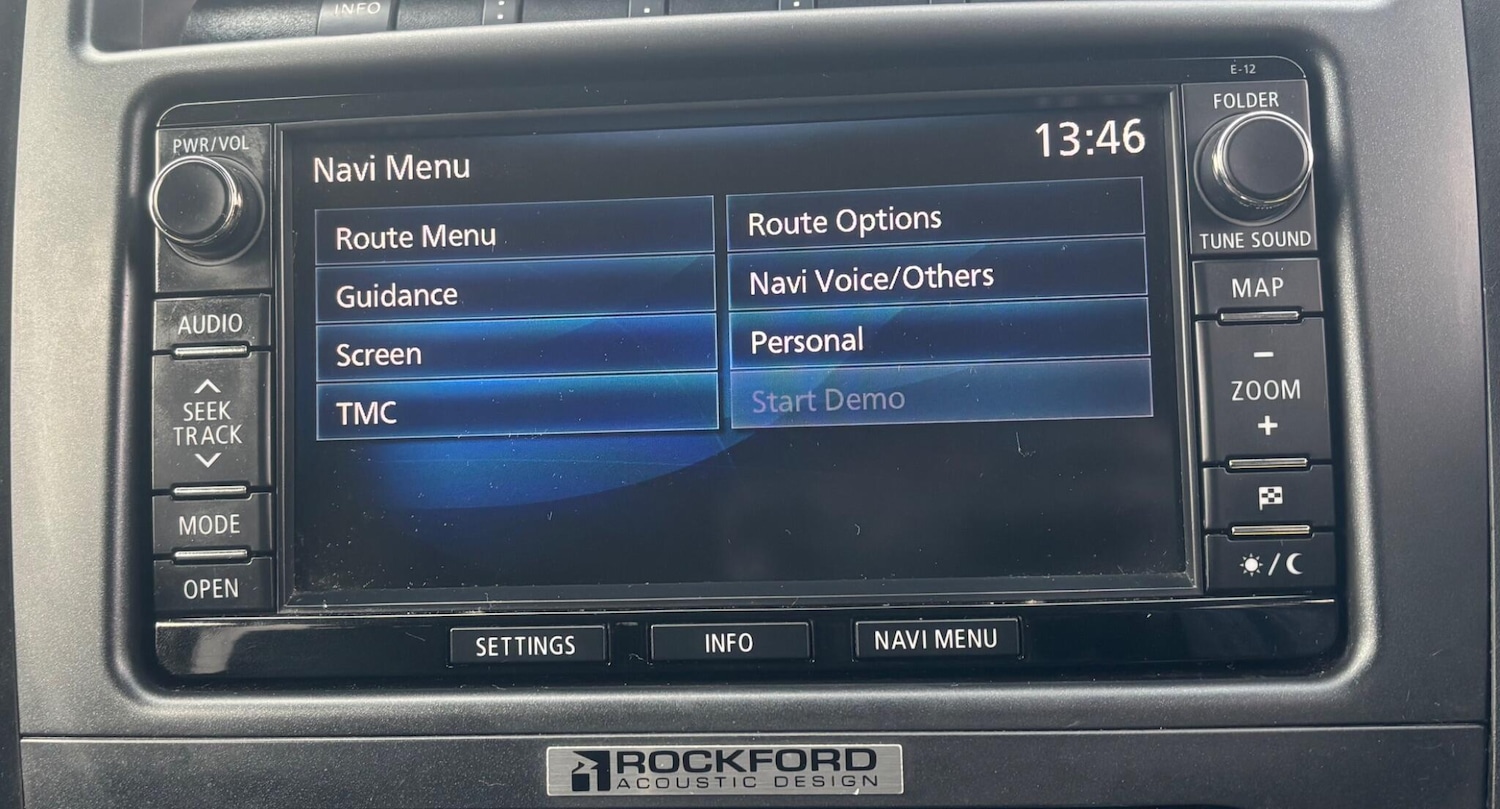 INFO
E-12
PWR/VOL
FOLDER
TUNE SOUND
Navi Menu
13:46
Route Menu
Route Options
Guidance
Navi Voice/Others
Screen
Personal
TMC
Start Demo
AUDIO
SEEK
TRACK
MODE
OPEN
MAP
−
ZOOM
+
/
SETTINGS
INFO
NAVI MENU
ROCKFORD
ACOUSTIC DESIGN